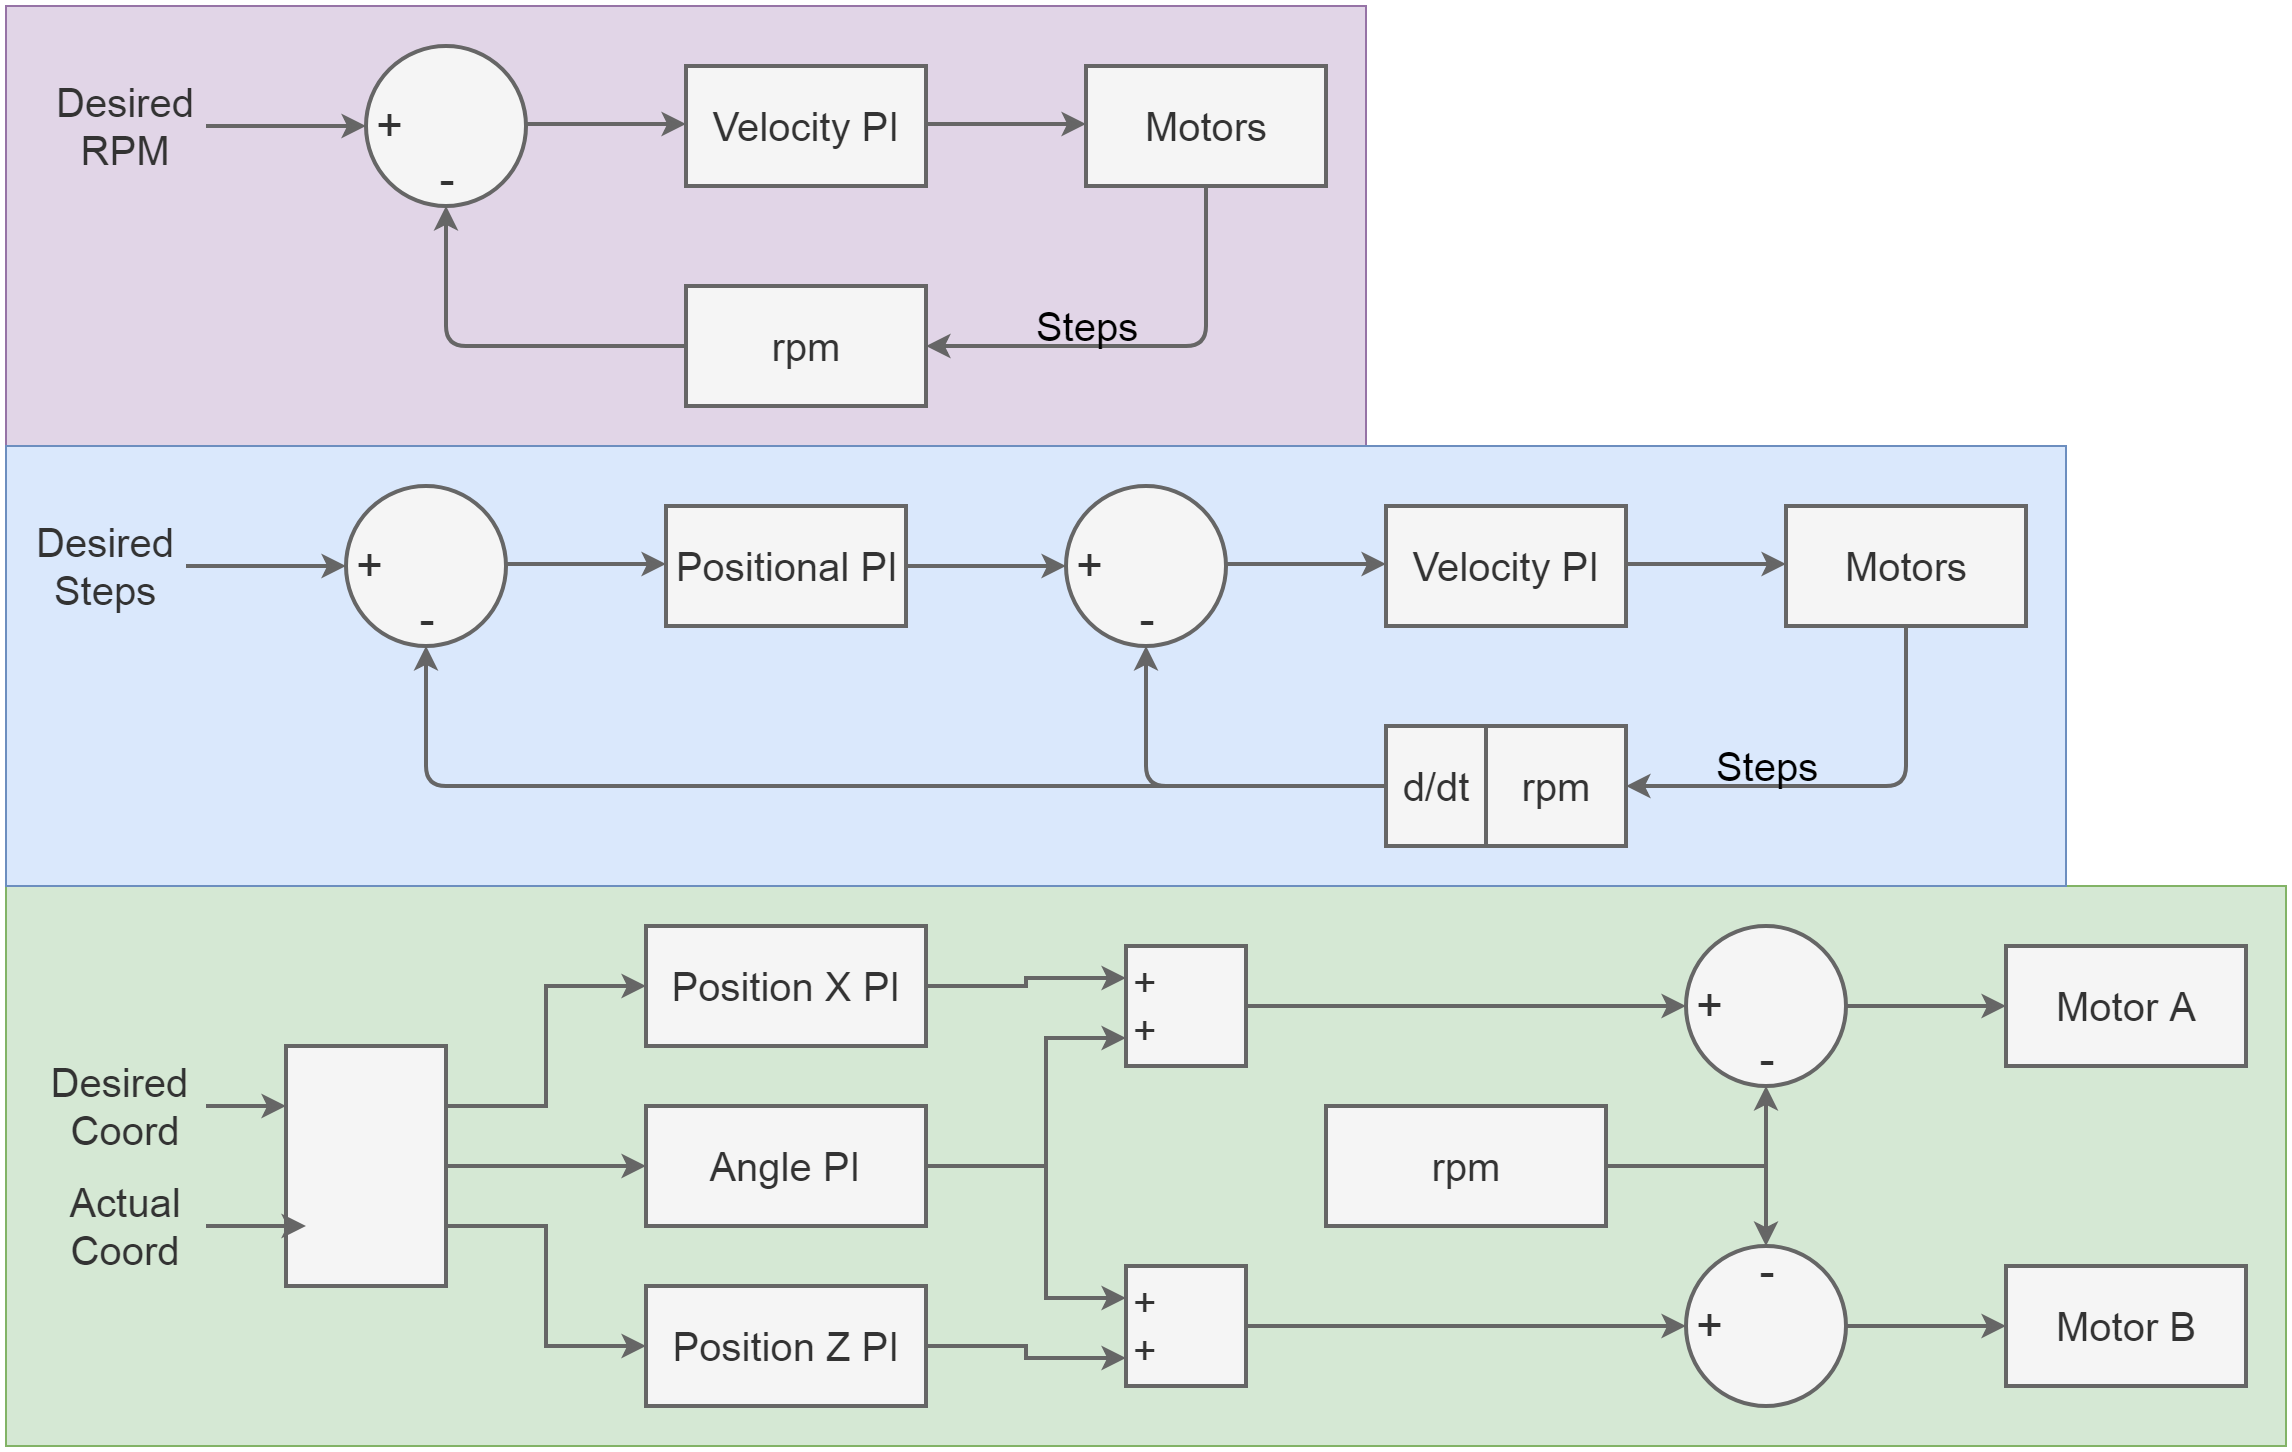 Desired
RPM
+
-
Velocity PI
Motors
rpm
Steps
Desired
Steps
+
-
Positional PI
+
-
Velocity PI
Motors
d/dt
rpm
Steps
Desired
Coord
Actual
Coord
Position X PI
Angle PI
Position Z PI
+
+
+
+
rpm
+
-
Motor A
-
+
Motor B